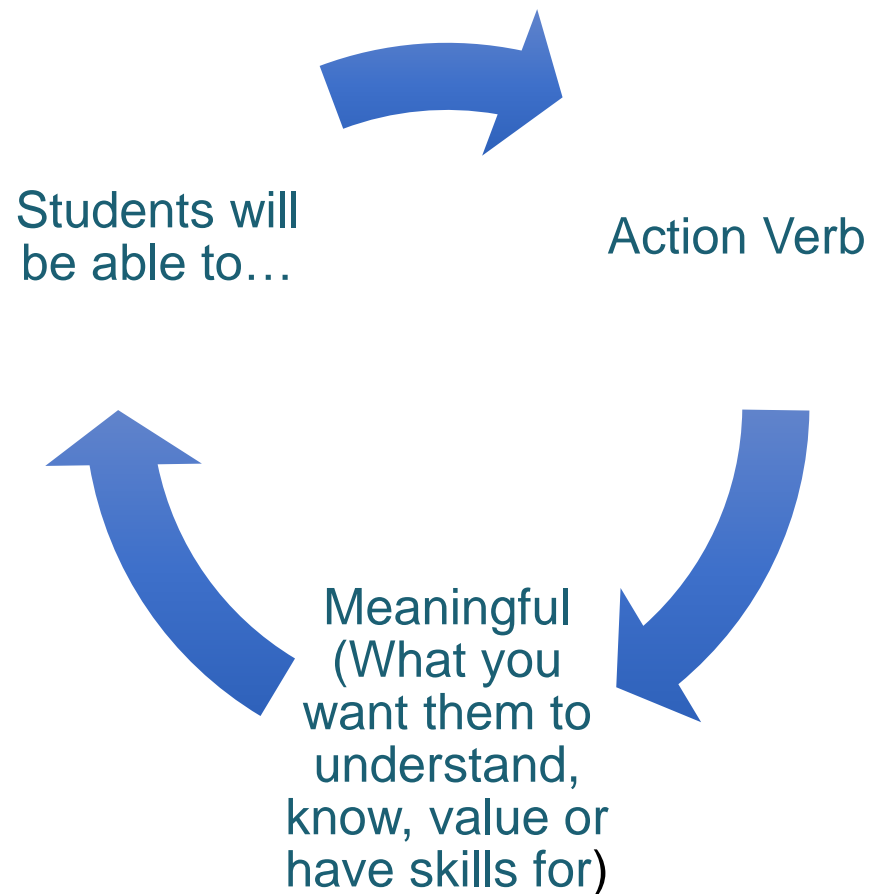 Students will
be able to…
Action Verb
Meaningful
(What you
want them to
understand,
know, value or
have skills for)